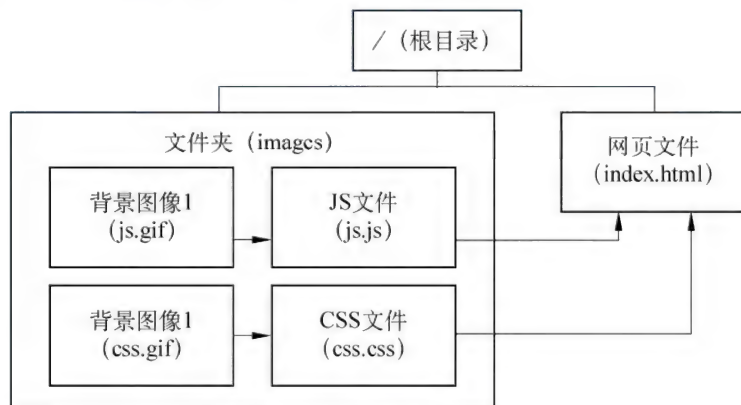 /（根目录）
文件夹（images）
网页文件
（index.html）
背景图像1
（js.gif）
JS文件
（js.js）
背景图像1
（css.gif）
CSS文件
（css.css）